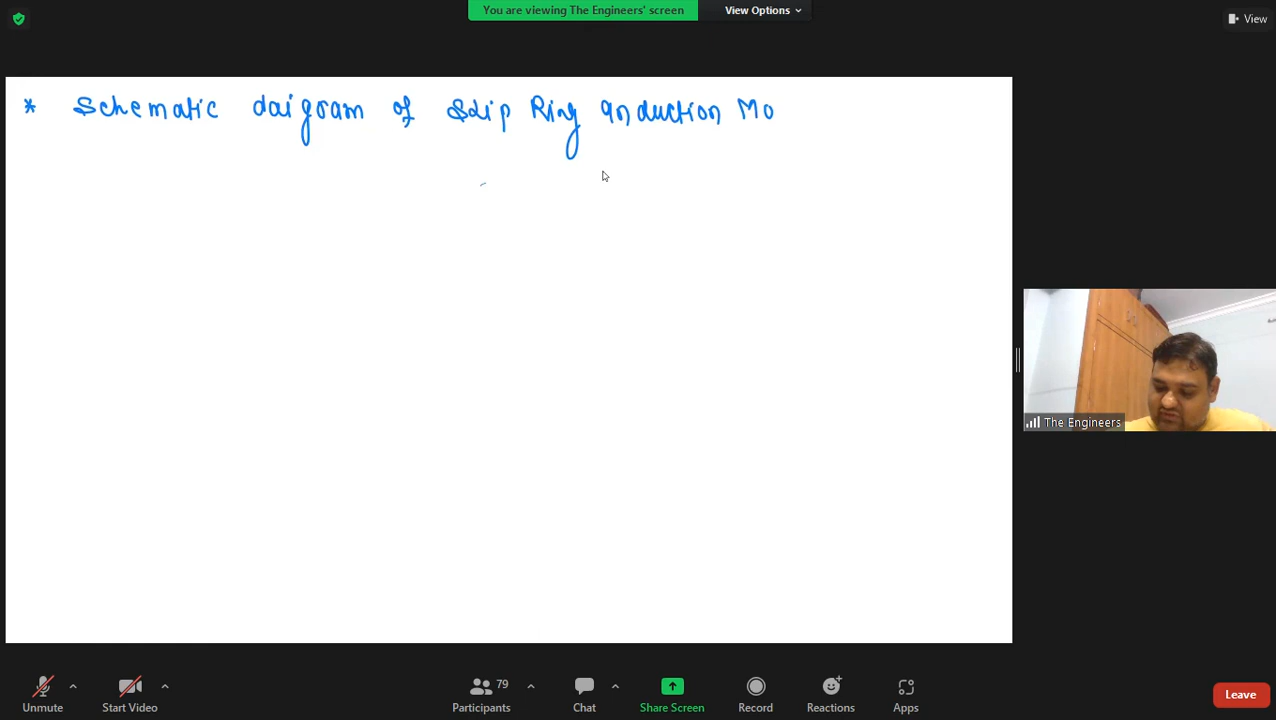 You are viewing The Engineers' screen
View Options
View
* Schematic daigram of Slip Ring Induction Mo
The Engineers
Unmute
Start Video
79
Participants
Chat
Share Screen
Record
Reactions
Apps
Leave